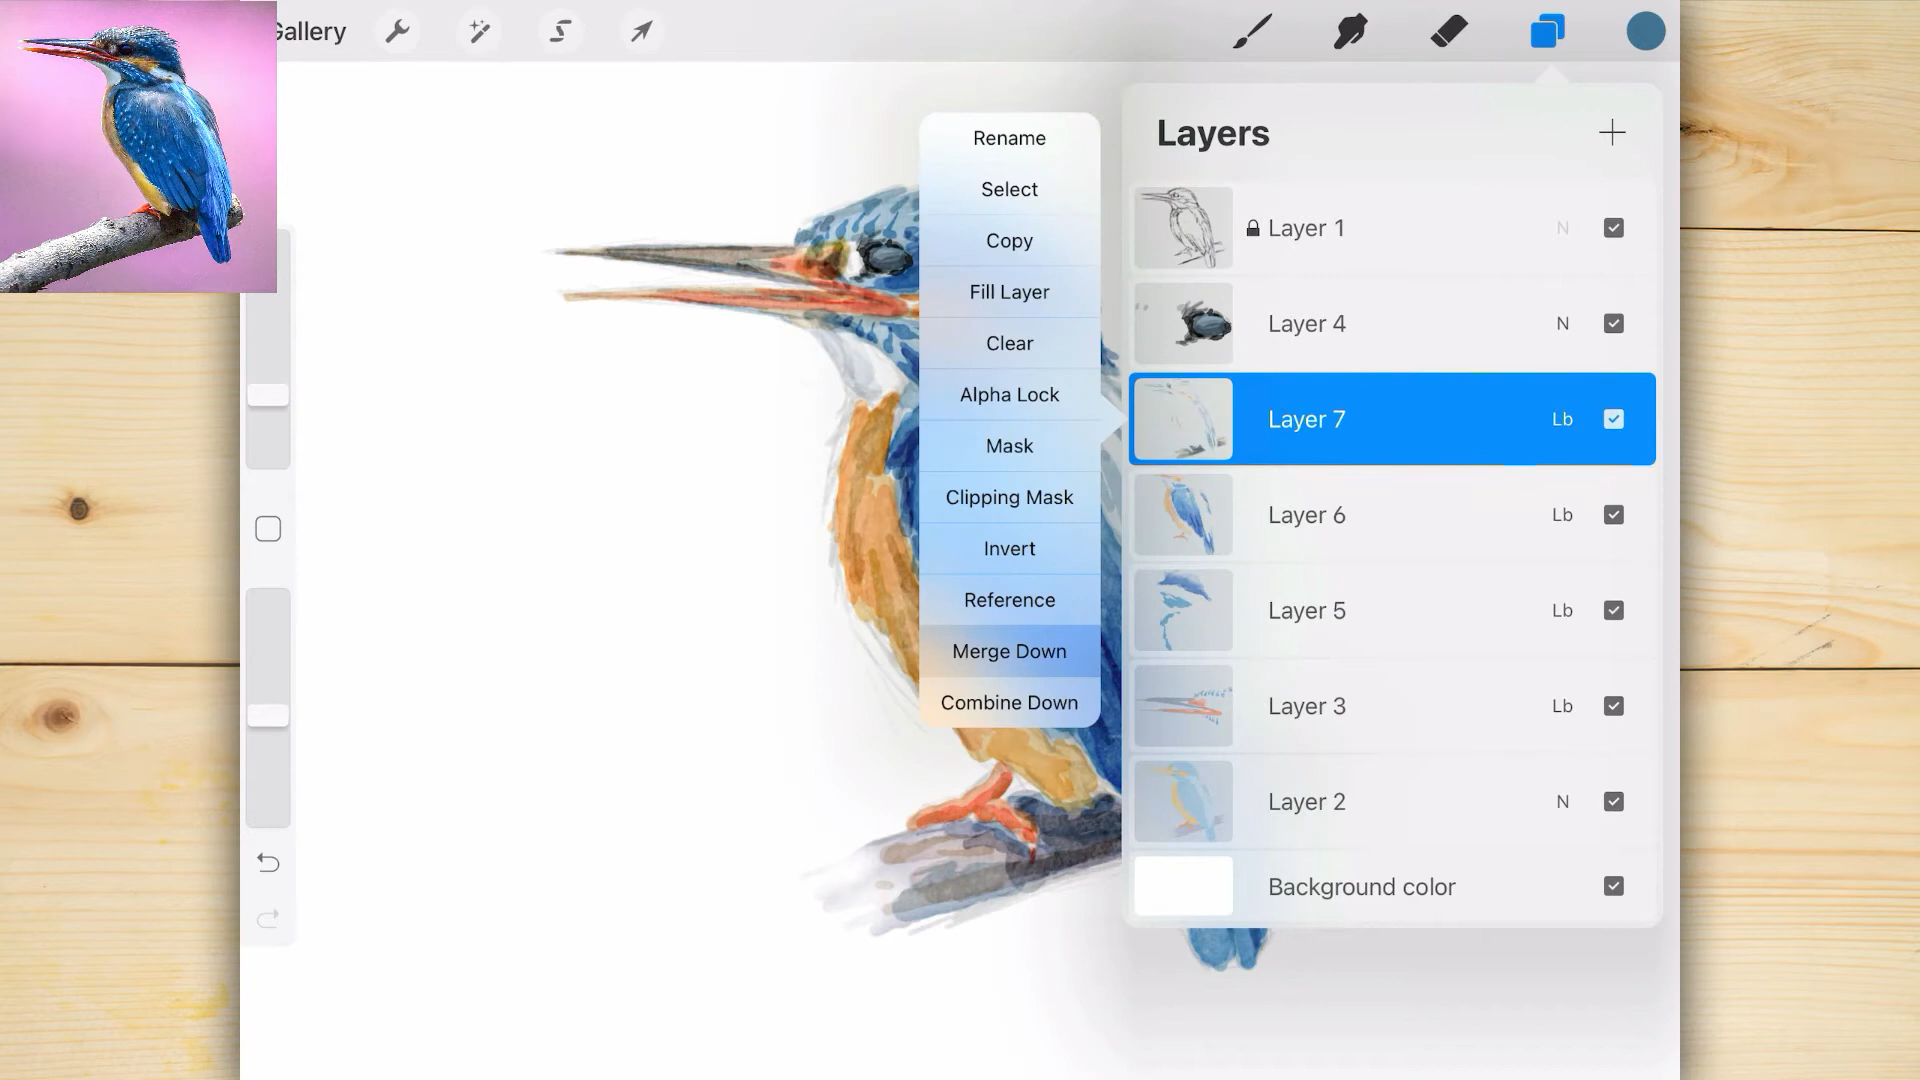 Gallery
Rename
Select
Copy
Fill Layer
Clear
Alpha Lock
Mask
Clipping Mask
Invert
Reference
Merge Down
Combine Down
Layers
Layer 1 N
Layer 4 N
Layer 7 Lb
Layer 6 Lb
Layer 5 Lb
Layer 3 Lb
Layer 2 N
Background color